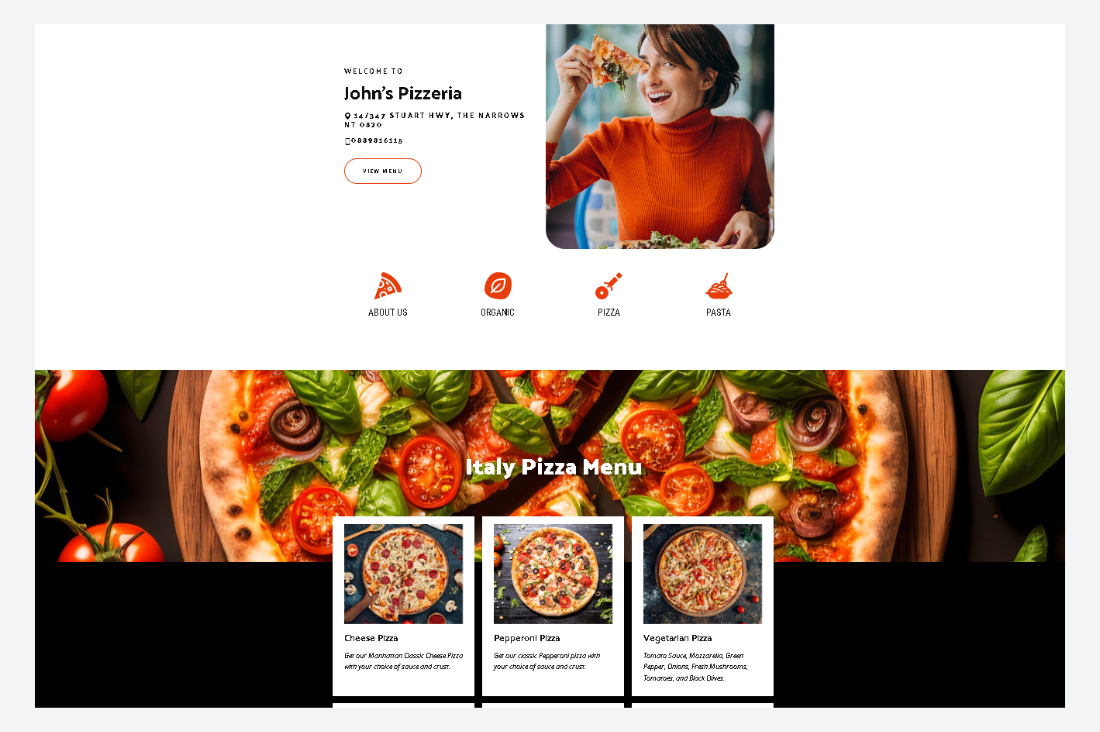 WELCOME TO
John's Pizzeria
14/347 STUART HWY, THE NARROWS
NT 0820
0889816115
VIEW MENU
ABOUT US
ORGANIC
PIZZA
PASTA
Italy Pizza Menu
Cheese Pizza
Get our Manhattan Classic Cheese Pizza
with your choice of sauce and crust.
Pepperoni Pizza
Get our classic Pepperoni pizza with
your choice of sauce and crust.
Vegetarian Pizza
Tomato Sauce, Mozzarella, Green
Pepper, Onions, Fresh Mushrooms,
Tomatoes, and Black Olives.